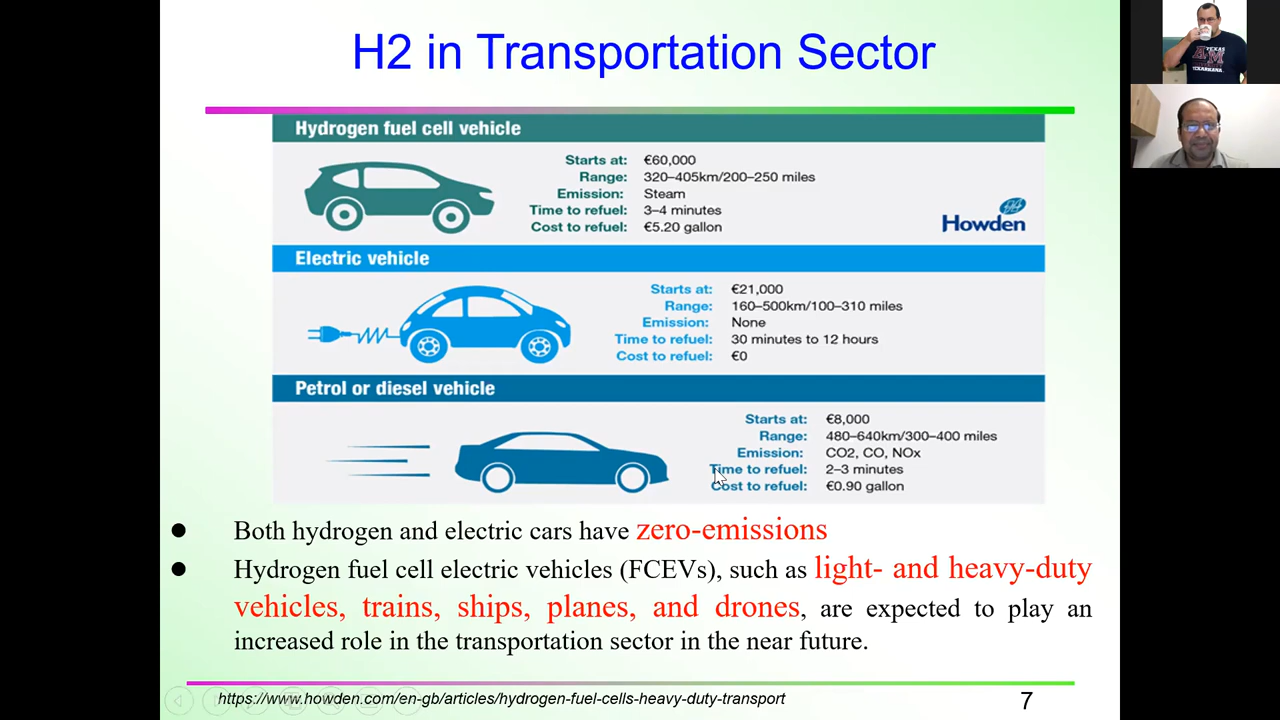 H2 in Transportation Sector
Hydrogen fuel cell vehicle
Starts at: €60,000
Range: 320–405km/200–250 miles
Emission: Steam
Time to refuel: 3–4 minutes
Cost to refuel: €5.20 gallon
Howden
Electric vehicle
Starts at: €21,000
Range: 160–500km/100–310 miles
Emission: None
Time to refuel: 30 minutes to 12 hours
Cost to refuel: €0
Petrol or diesel vehicle
Starts at: €8,000
Range: 480–640km/300–400 miles
Emission: CO2, CO, NOx
Time to refuel: 2–3 minutes
Cost to refuel: €0.90 gallon
● Both hydrogen and electric cars have zero-emissions
● Hydrogen fuel cell electric vehicles (FCEVs), such as light- and heavy-duty
vehicles, trains, ships, planes, and drones, are expected to play an
increased role in the transportation sector in the near future.
https://www.howden.com/en-gb/articles/hydrogen-fuel-cells-heavy-duty-transport
7
TEXAS
A M
TEXARKANA